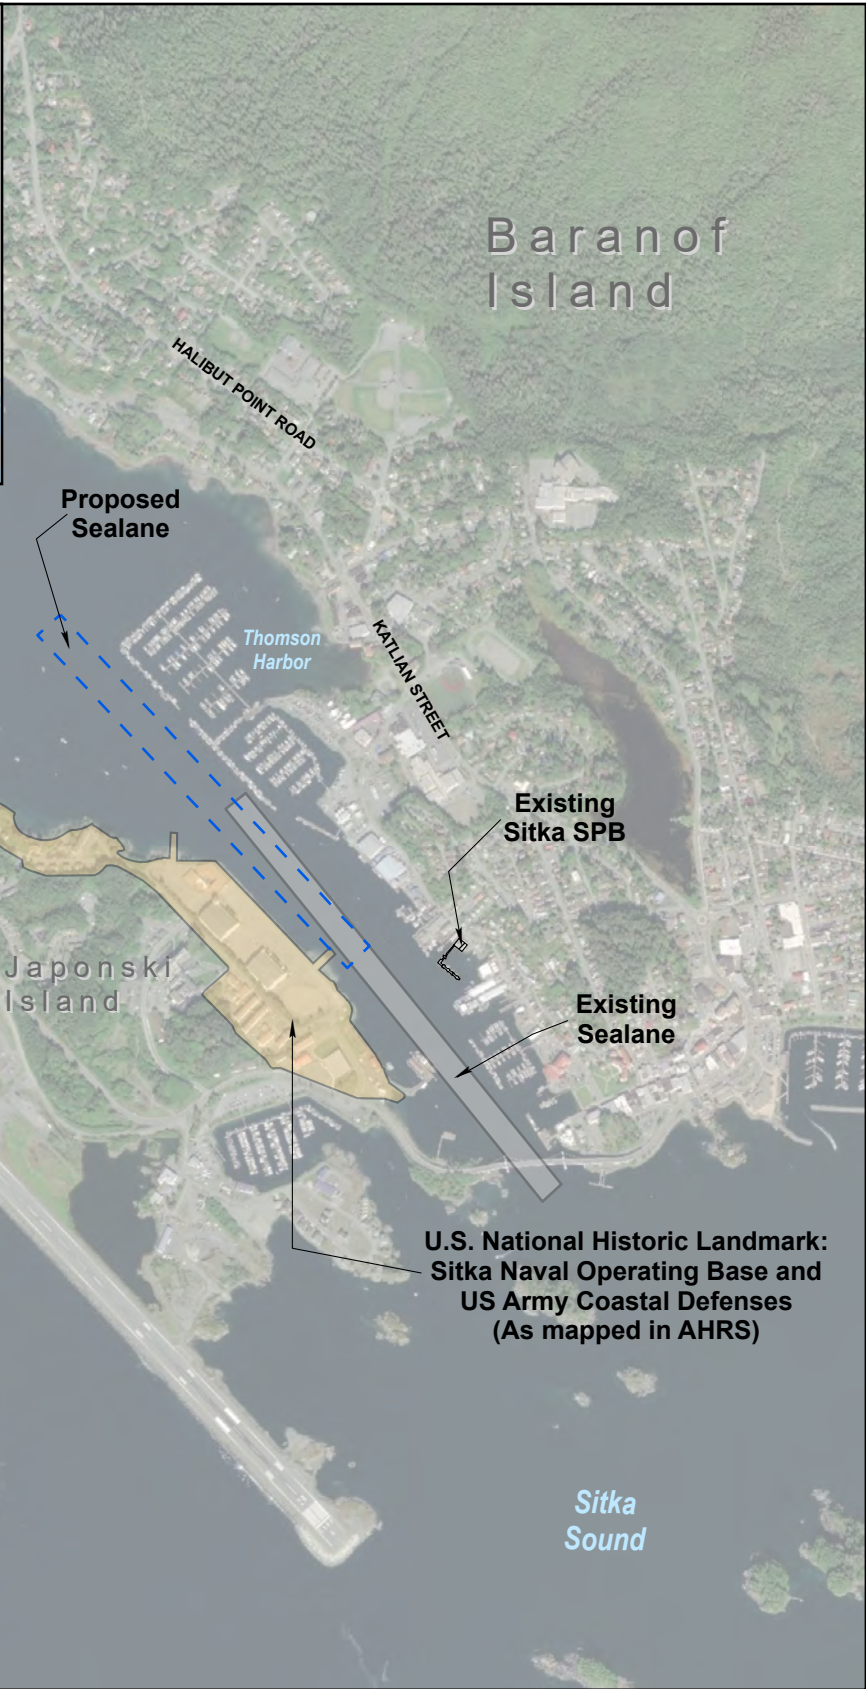 Baranof
Island
HALIBUT POINT ROAD
Proposed
Sealane
Thomson
Harbor
KATLIAN STREET
Existing
Sitka SPB
Japonski
Island
Existing
Sealane
U.S. National Historic Landmark:
Sitka Naval Operating Base and
US Army Coastal Defenses
(As mapped in AHRS)
Sitka
Sound